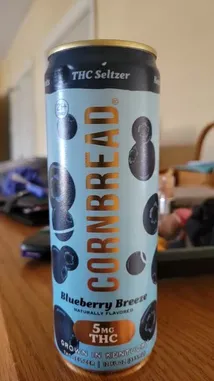 THC Seltzer
CORNBREAD®
Blueberry Breeze
NATURALLY FLAVORED
5MG
THC
GROWN IN KENTUCKY